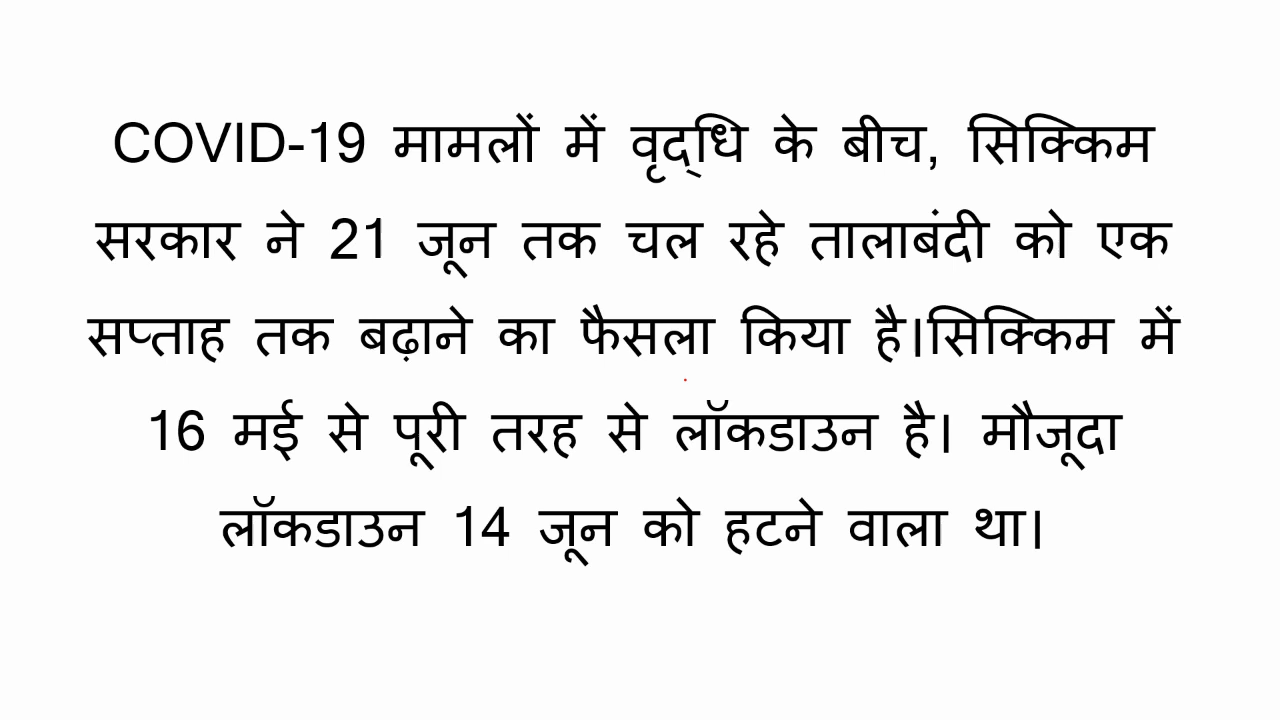 COVID-19 मामलों में वृद्धि के बीच, सिक्किम
सरकार ने 21 जून तक चल रहे तालाबंदी को एक
सप्ताह तक बढ़ाने का फैसला किया है।सिक्किम में
16 मई से पूरी तरह से लॉकडाउन है। मौजूदा
लॉकडाउन 14 जून को हटने वाला था।